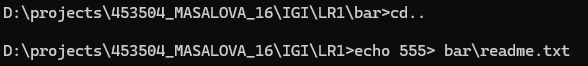 D:\projects\453504_MASALOVA_16\IGI\LR1\bar>cd..
D:\projects\453504_MASALOVA_16\IGI\LR1>echo 555> bar\readme.txt